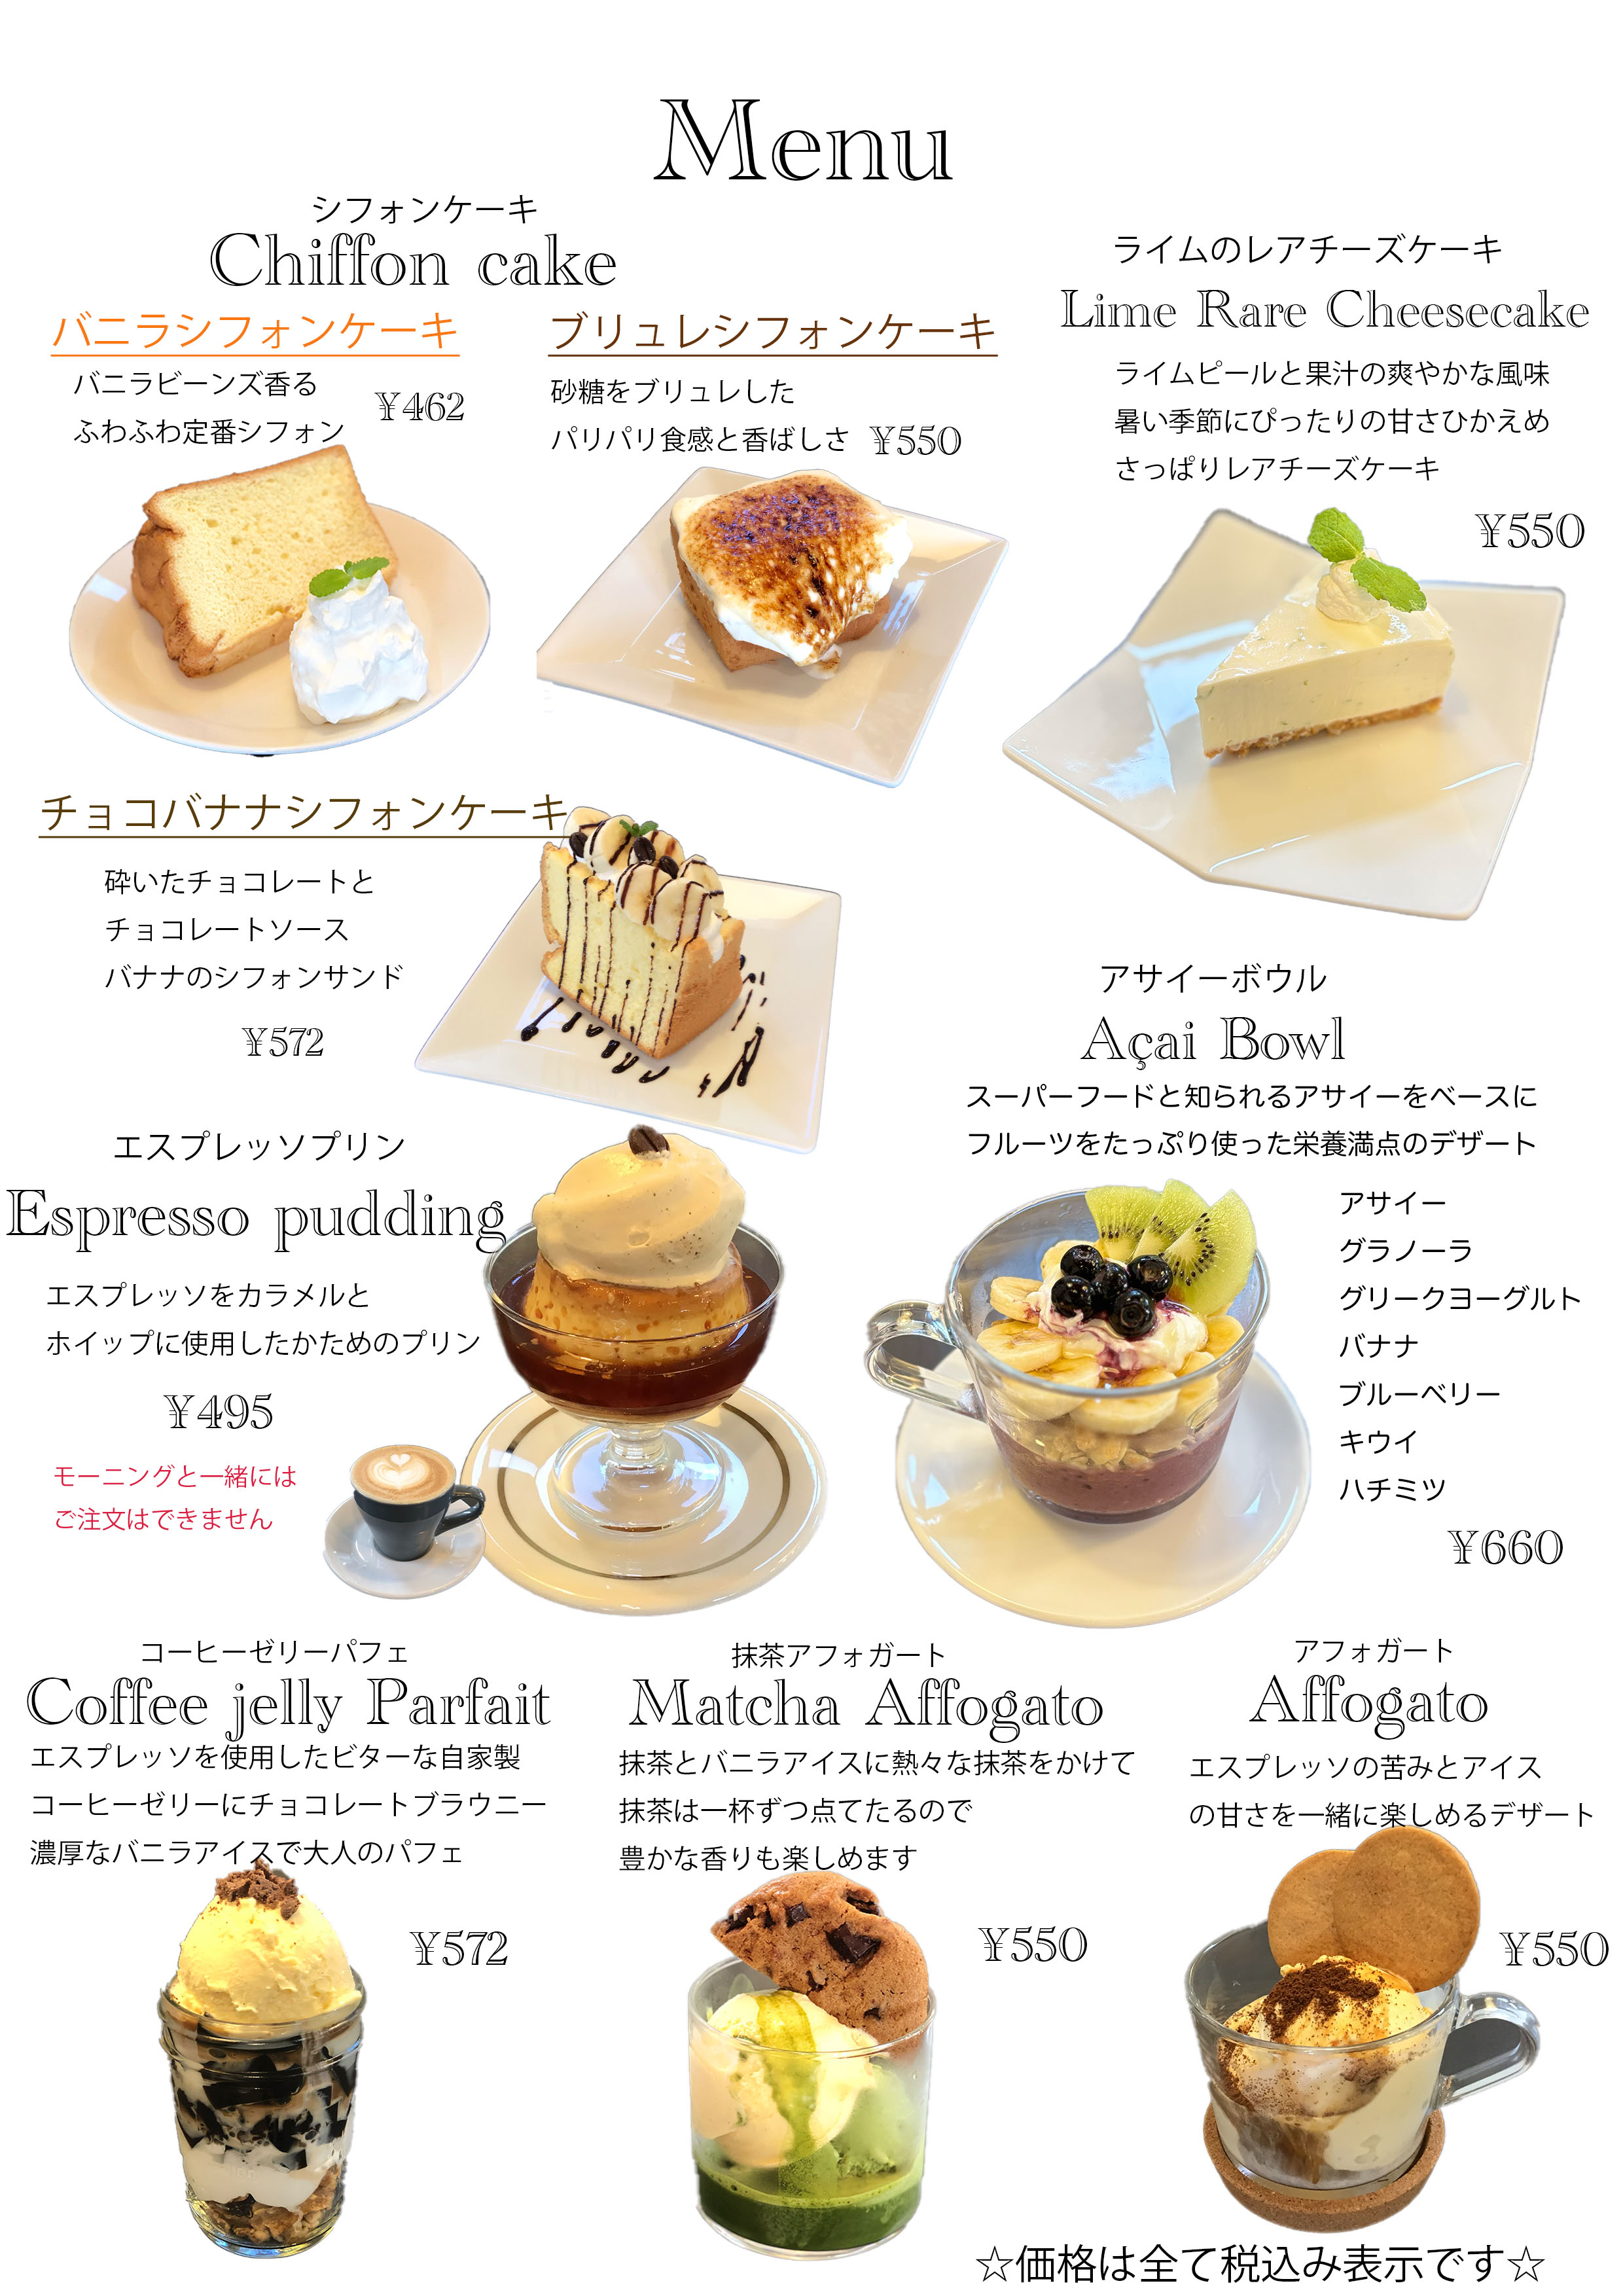 Menu
シフォンケーキ
Chiffon cake
バニラシフォンケーキ
バニラビーンズ香る
ふわふわ定番シフォン
¥462
ブリュレシフォンケーキ
砂糖をブリュレした
パリパリ食感と香ばしさ
¥550
ライムのレアチーズケーキ
Lime Rare Cheesecake
ライムピールと果汁の爽やかな風味
暑い季節にぴったりの甘さひかえめ
さっぱりレアチーズケーキ
¥550
チョコバナナシフォンケーキ
砕いたチョコレートと
チョコレートソース
バナナのシフォンサンド
¥572
アサイーボウル
Açai Bowl
スーパーフードと知られるアサイーをベースに
フルーツをたっぷり使った栄養満点のデザート
アサイー
グラノーラ
グリークヨーグルト
バナナ
ブルーベリー
キウイ
ハチミツ
¥660
エスプレッソプリン
Espresso pudding
エスプレッソをカラメルと
ホイップに使用したかためのプリン
¥495
モーニングと一緒には
ご注文はできません
コーヒーゼリーパフェ
Coffee jelly Parfait
エスプレッソを使用したビターな自家製
コーヒーゼリーにチョコレートブラウニー
濃厚なバニラアイスで大人のパフェ
¥572
抹茶アフォガート
Matcha Affogato
抹茶とバニラアイスに熱々な抹茶をかけて
抹茶は一杯ずつ点てたるので
豊かな香りも楽しめます
¥550
アフォガート
Affogato
エスプレッソの苦みとアイス
の甘さを一緒に楽しめるデザート
¥550
☆価格は全て税込み表示です☆